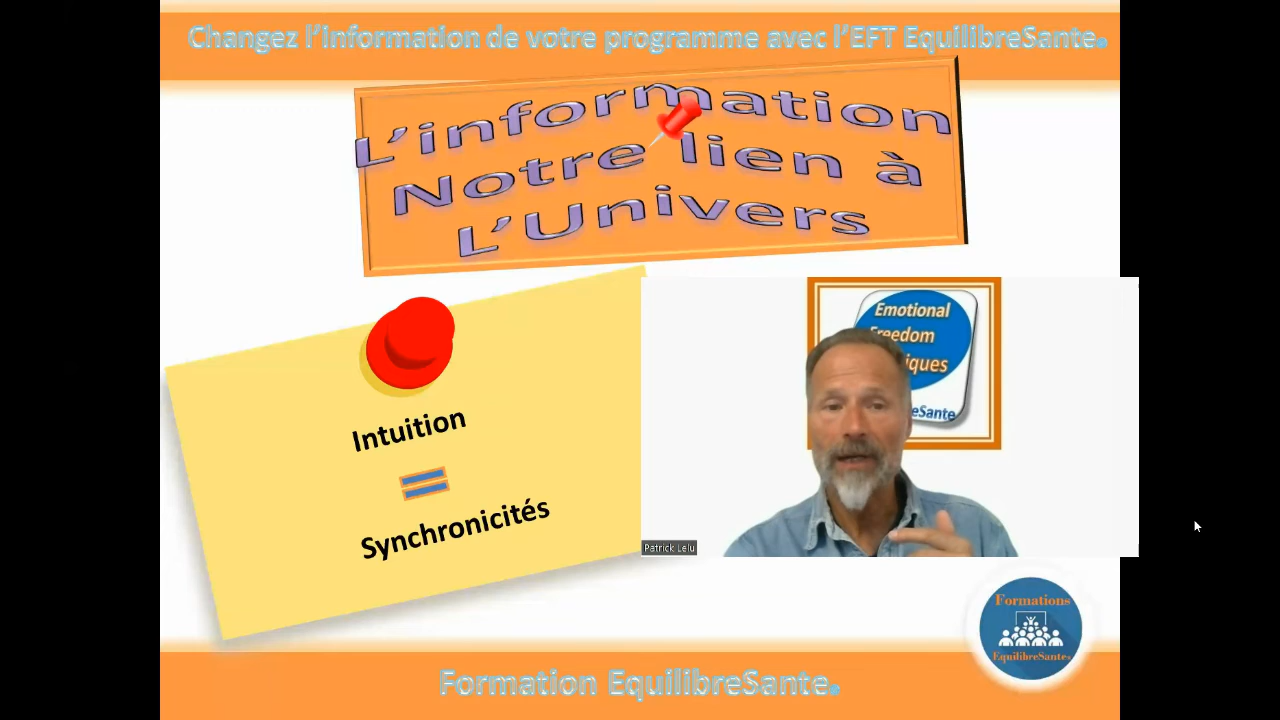 Changez l'information de votre programme avec l'EFT EquilibreSante.
L'information
Notre lien à
L'Univers
Emotional
Freedom
iques
reSante
Intuition
=
Synchronicités
Patrick Lelu
Formations
EquilibreSante.
Formation EquilibreSante.